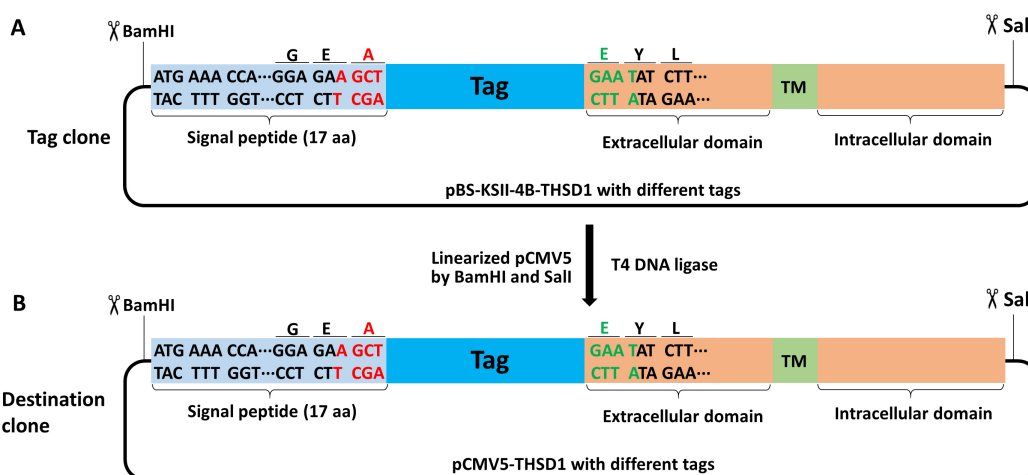 A
BamHI
Sal
G E A
E Y L
ATG AAA CCA···GGA GAA GCT
GAA TAT CTT···
TAC TTT GGT···CCT CTT CGA
CTT ATA GAA···
Tag
TM
Tag clone
Signal peptide (17 aa)
Extracellular domain
Intracellular domain
pBS-KSII-4B-THSD1 with different tags
Linearized pCMV5
by BamHI and SalI
T4 DNA ligase
B
BamHI
Sal
G E A
E Y L
ATG AAA CCA···GGA GAA GCT
GAA TAT CTT···
TAC TTT GGT···CCT CTT CGA
CTT ATA GAA···
Tag
TM
Destination
clone
Signal peptide (17 aa)
Extracellular domain
Intracellular domain
pCMV5-THSD1 with different tags